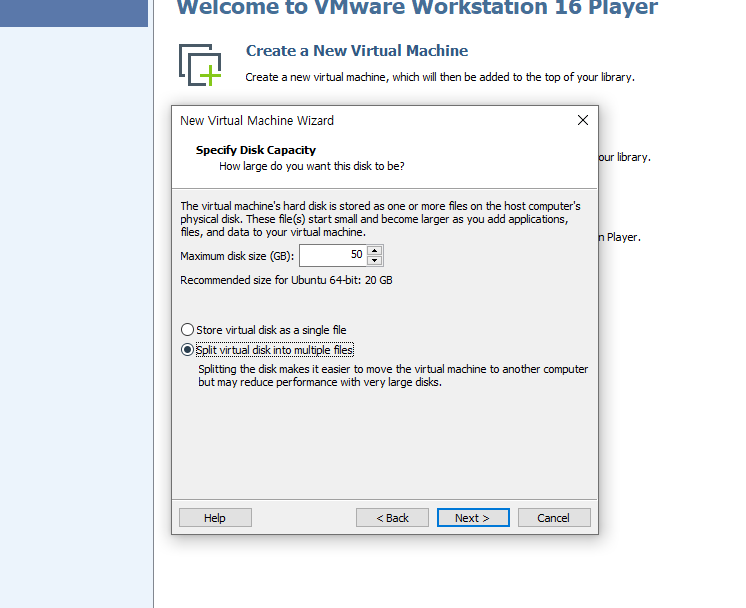 Welcome to VMware Workstation 16 Player
Create a New Virtual Machine
Create a new virtual machine, which will then be added to the top of your library.
New Virtual Machine Wizard
Specify Disk Capacity
How large do you want this disk to be?
our library.
The virtual machine's hard disk is stored as one or more files on the host computer's
physical disk. These file(s) start small and become larger as you add applications,
files, and data to your virtual machine.
n Player.
Maximum disk size (GB): 50
Recommended size for Ubuntu 64-bit: 20 GB
Store virtual disk as a single file
Split virtual disk into multiple files
Splitting the disk makes it easier to move the virtual machine to another computer
but may reduce performance with very large disks.
Help
< Back
Next >
Cancel